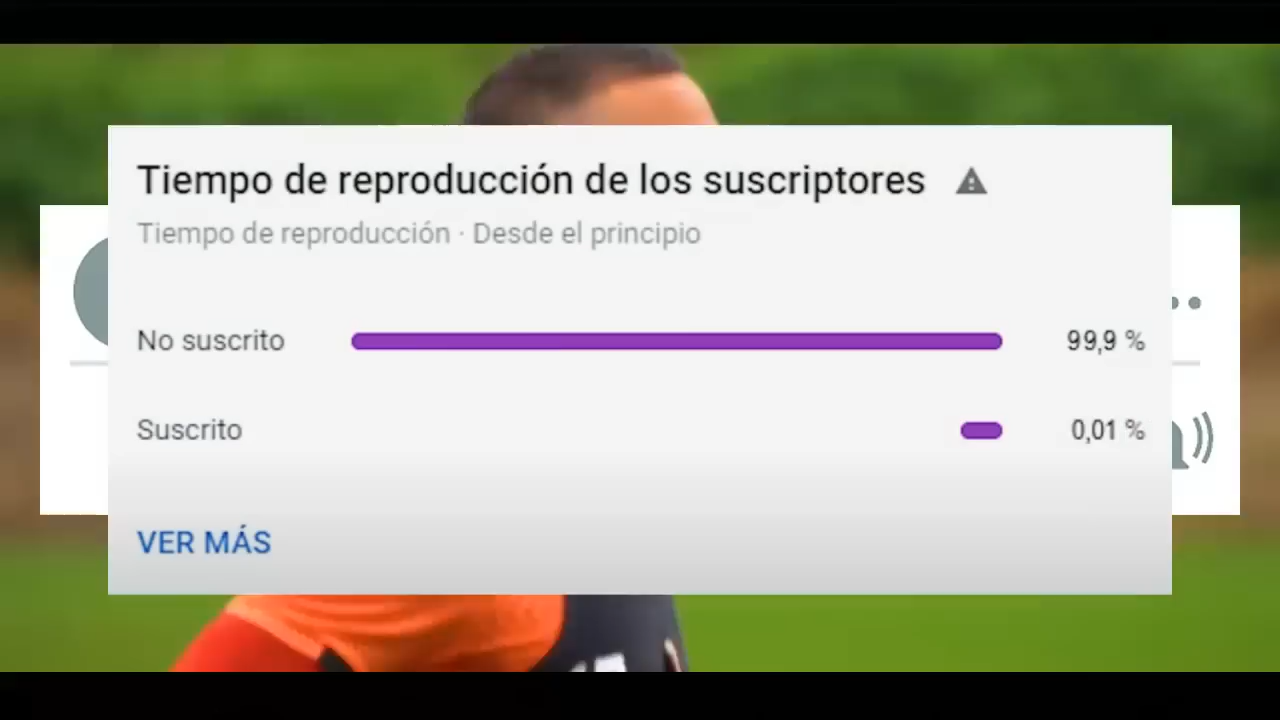 Tiempo de reproducción de los suscriptores
Tiempo de reproducción · Desde el principio
No suscrito 99,9 %
Suscrito 0,01 %
VER MÁS